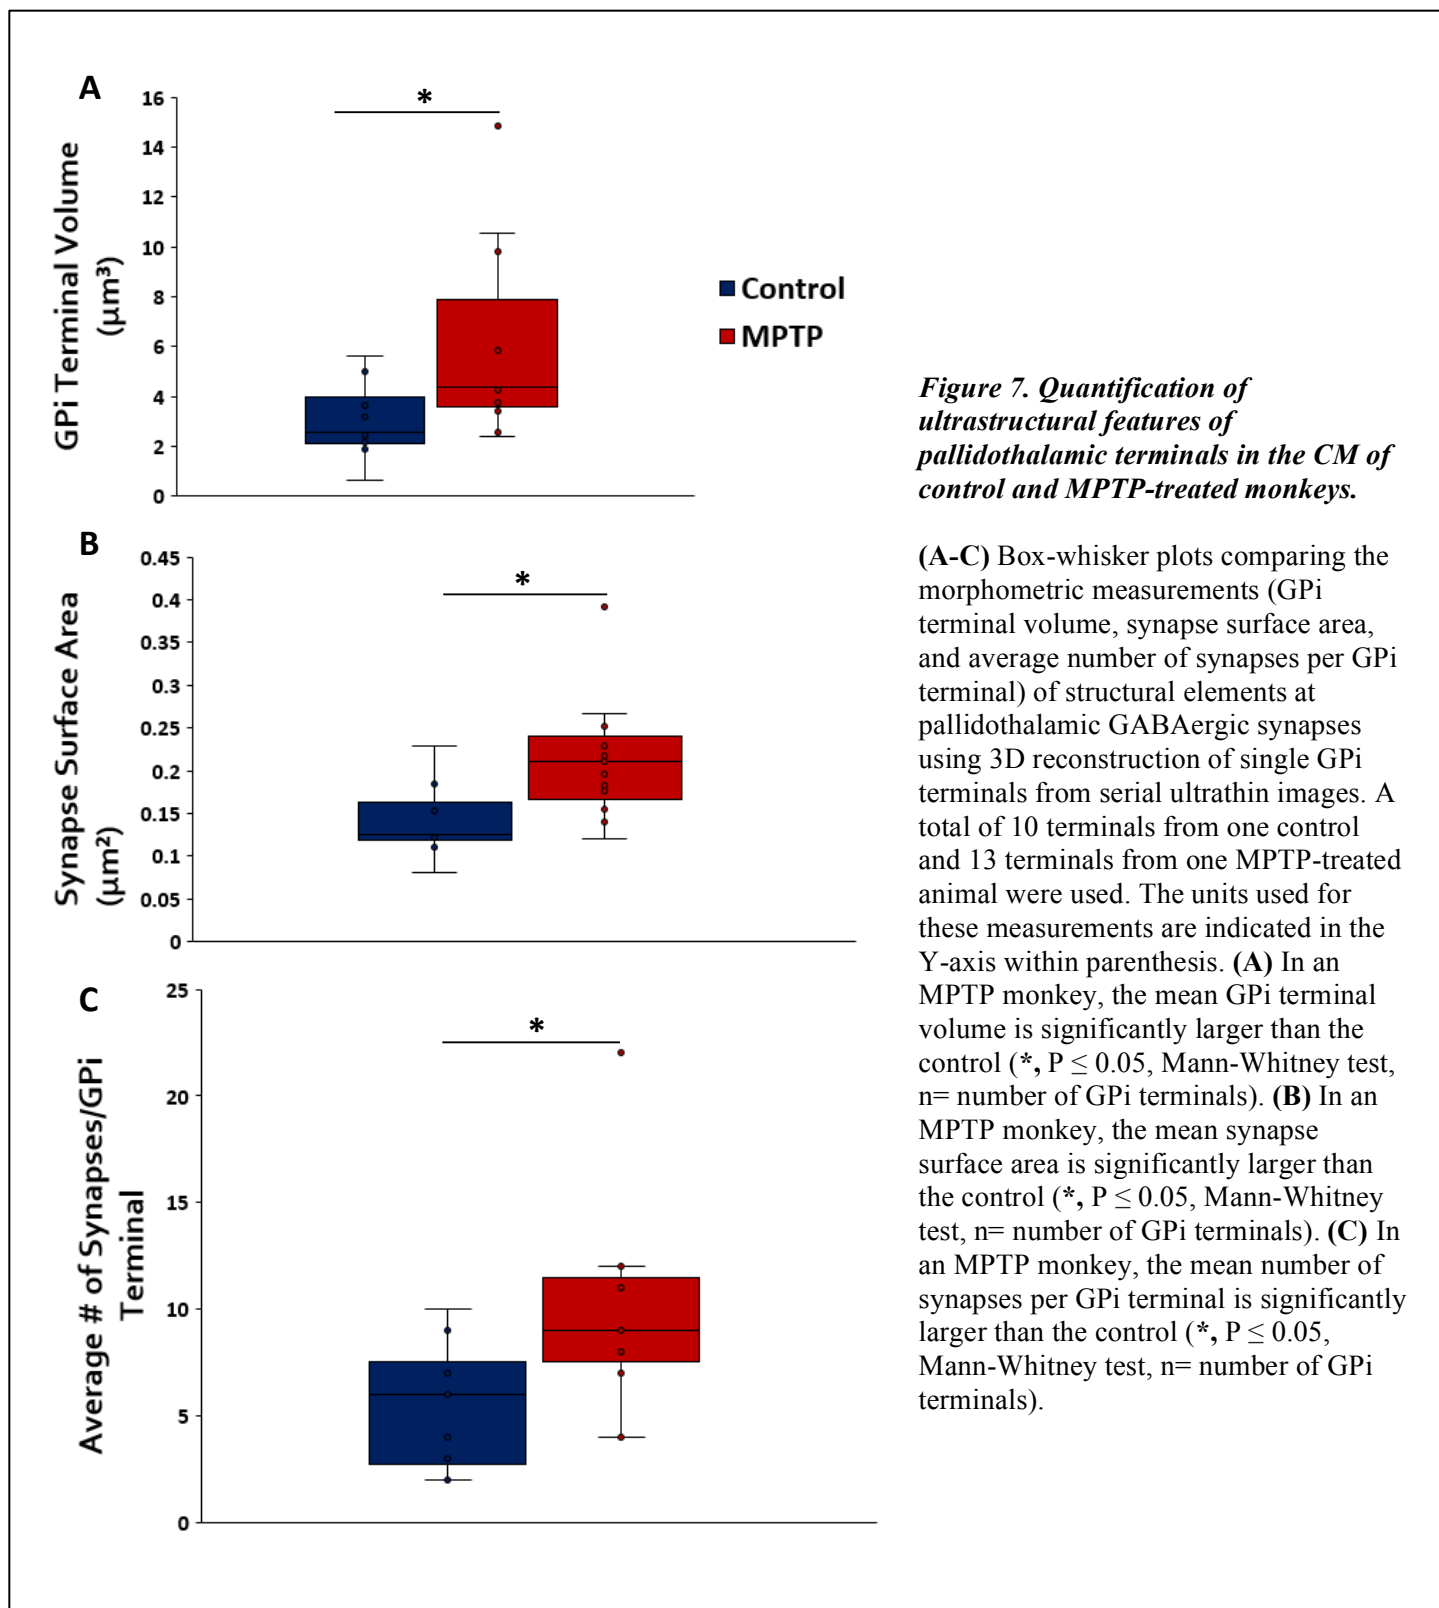 A
16
14
12
10
8
6
4
2
0
GPi Terminal Volume
(µm³)
*
Control
MPTP
B
0.45
0.4
0.35
0.3
0.25
0.2
0.15
0.1
0.05
0
Synapse Surface Area
(µm²)
*
C
25
20
15
10
5
0
Average # of Synapses/GPi
Terminal
*
Figure 7. Quantification of
ultrastructural features of
pallidothalamic terminals in the CM of
control and MPTP-treated monkeys.
(A-C) Box-whisker plots comparing the
morphometric measurements (GPi
terminal volume, synapse surface area,
and average number of synapses per GPi
terminal) of structural elements at
pallidothalamic GABAergic synapses
using 3D reconstruction of single GPi
terminals from serial ultrathin images. A
total of 10 terminals from one control
and 13 terminals from one MPTP-treated
animal were used. The units used for
these measurements are indicated in the
Y-axis within parenthesis. (A) In an
MPTP monkey, the mean GPi terminal
volume is significantly larger than the
control (*, P ≤ 0.05, Mann-Whitney test,
n= number of GPi terminals). (B) In an
MPTP monkey, the mean synapse
surface area is significantly larger than
the control (*, P ≤ 0.05, Mann-Whitney
test, n= number of GPi terminals). (C) In
an MPTP monkey, the mean number of
synapses per GPi terminal is significantly
larger than the control (*, P ≤ 0.05,
Mann-Whitney test, n= number of GPi
terminals).